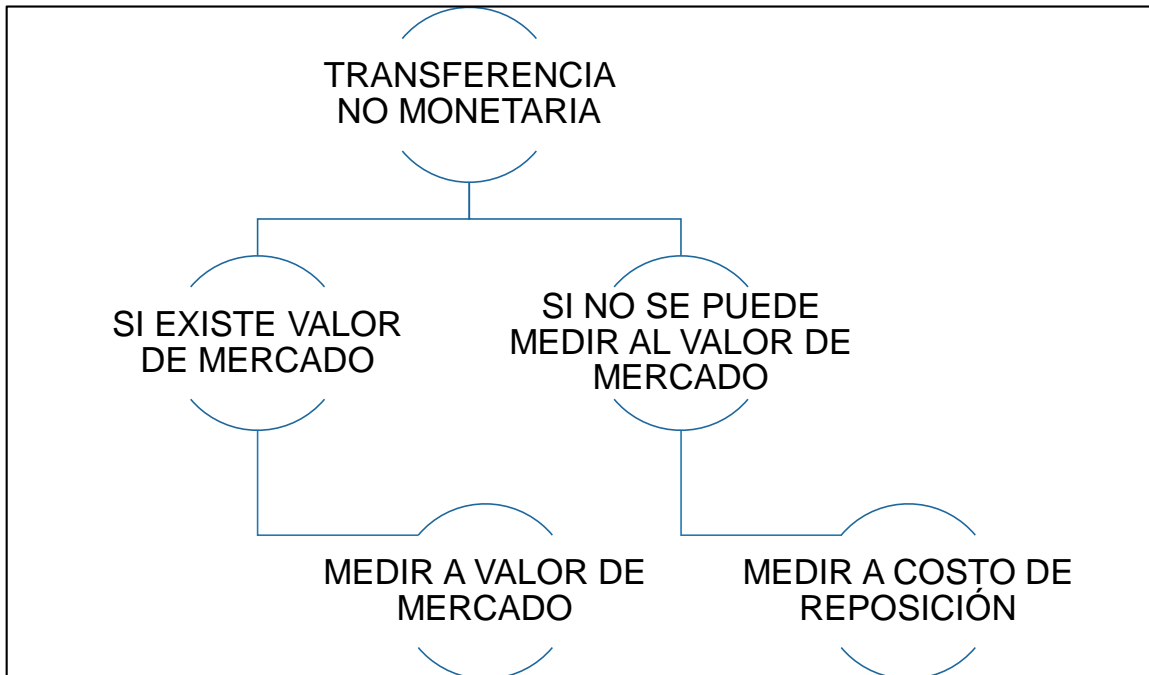 TRANSFERENCIA
NO MONETARIA
SI EXISTE VALOR
DE MERCADO
SI NO SE PUEDE
MEDIR AL VALOR DE
MERCADO
MEDIR A VALOR DE
MERCADO
MEDIR A COSTO DE
REPOSICIÓN